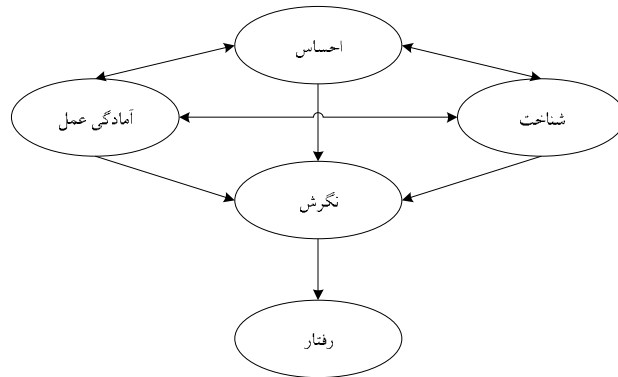 احساس
شناخت
آمادگی عمل
نگرش
رفتار